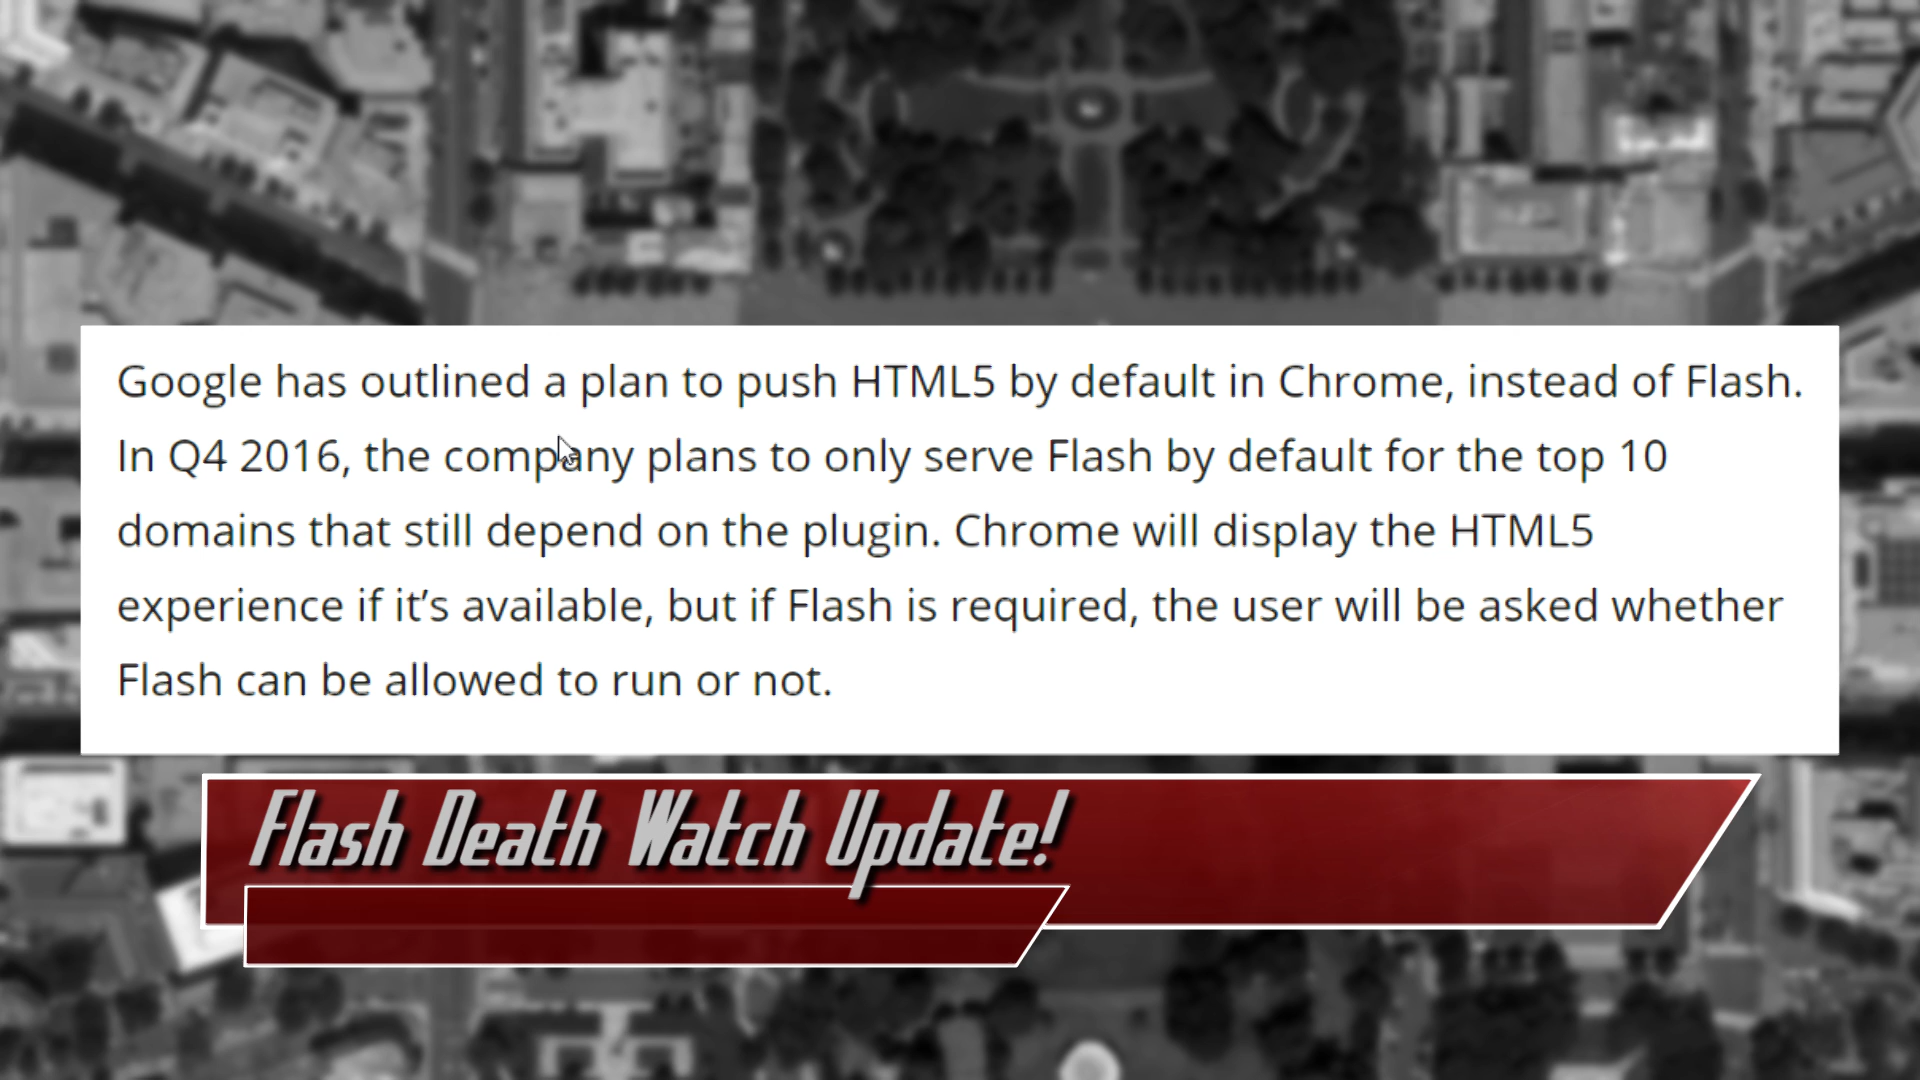 Google has outlined a plan to push HTML5 by default in Chrome, instead of Flash.
In Q4 2016, the company plans to only serve Flash by default for the top 10
domains that still depend on the plugin. Chrome will display the HTML5
experience if it’s available, but if Flash is required, the user will be asked whether
Flash can be allowed to run or not.
Flash Death Watch Update!